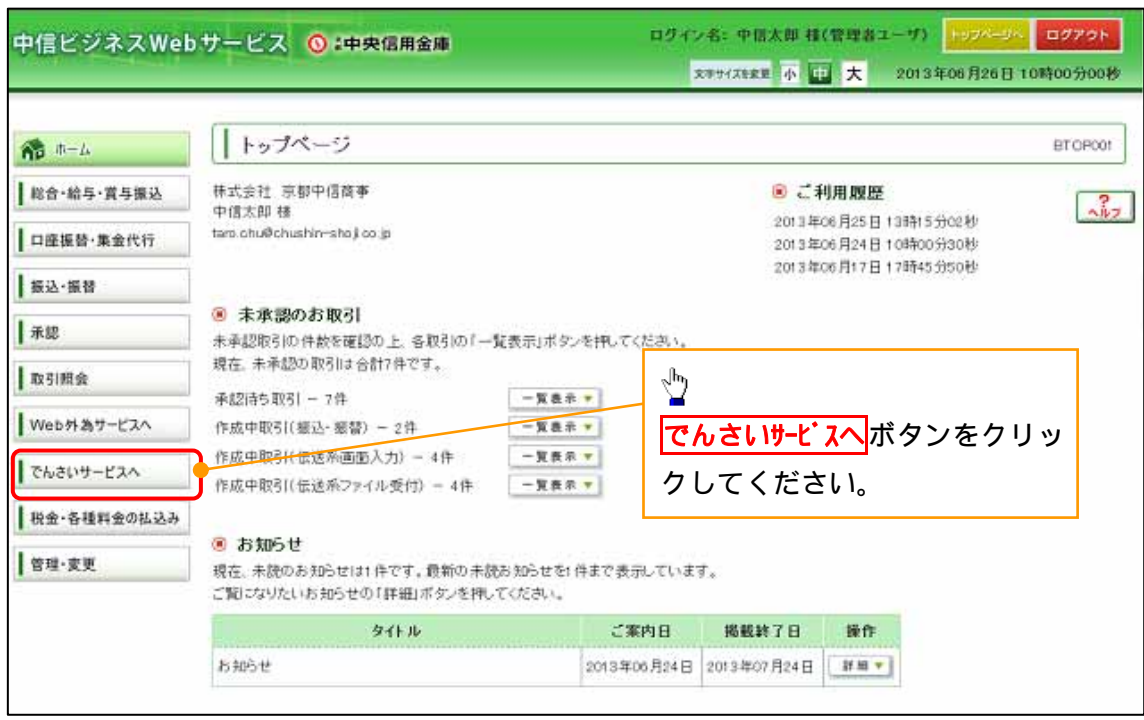 中信ビジネスWebサービス 中央信用金庫
ログイン名: 中信太郎 様(管理者ユーザ) トップページへ ログアウト
文字サイズを変更 小 中 大 2013年06月26日 10時00分00秒
ホーム
総合・給与・賞与振込
口座振替・集金代行
振込・振替
承認
取引照会
Web外為サービスへ
でんさいサービスへ
税金・各種料金の払込み
管理・変更
トップページ BTOP001
株式会社 京都中信商事
中信太郎 様
taro.chu@chushin-shoji.co.jp
ご利用履歴
2013年06月25日 13時15分02秒
2013年06月24日 10時00分30秒
2013年06月17日 17時45分50秒
?
ヘルプ
未承認のお取引
未承認取引の件数を確認の上、各取引の「一覧表示」ボタンを押してください。
現在、未承認の取引は合計7件です。
承認待ち取引 － 7件 一覧表示
作成中取引(振込・振替) － 2件 一覧表示
作成中取引(伝送系画面入力) － 4件 一覧表示
作成中取引(伝送系ファイル受付) － 4件 一覧表示
でんさいサービスへボタンをクリッ
クしてください。
お知らせ
現在、未読のお知らせは1件です。最新の未読お知らせを1件まで表示しています。
ご覧になりたいお知らせの「詳細」ボタンを押してください。
タイトル ご案内日 掲載終了日 操作
お知らせ 2013年06月24日 2013年07月24日 詳細